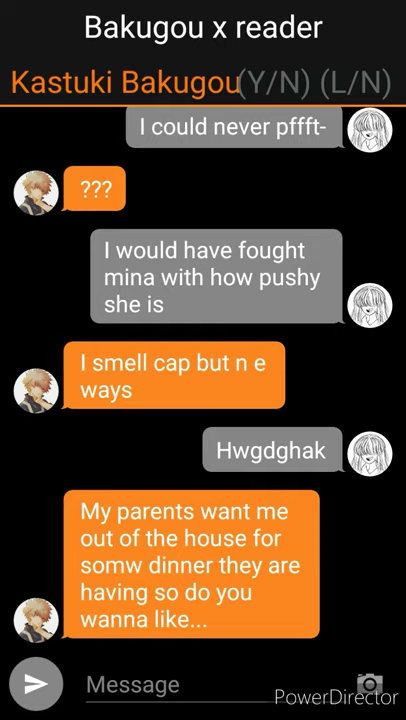 Bakugou x reader
Kastuki Bakugou(Y/N) (L/N)
I could never pffft-
???
I would have fought
mina with how pushy
she is
I smell cap but n e
ways
Hwgdghak
My parents want me
out of the house for
somw dinner they are
having so do you
wanna like...
Message
PowerDirector